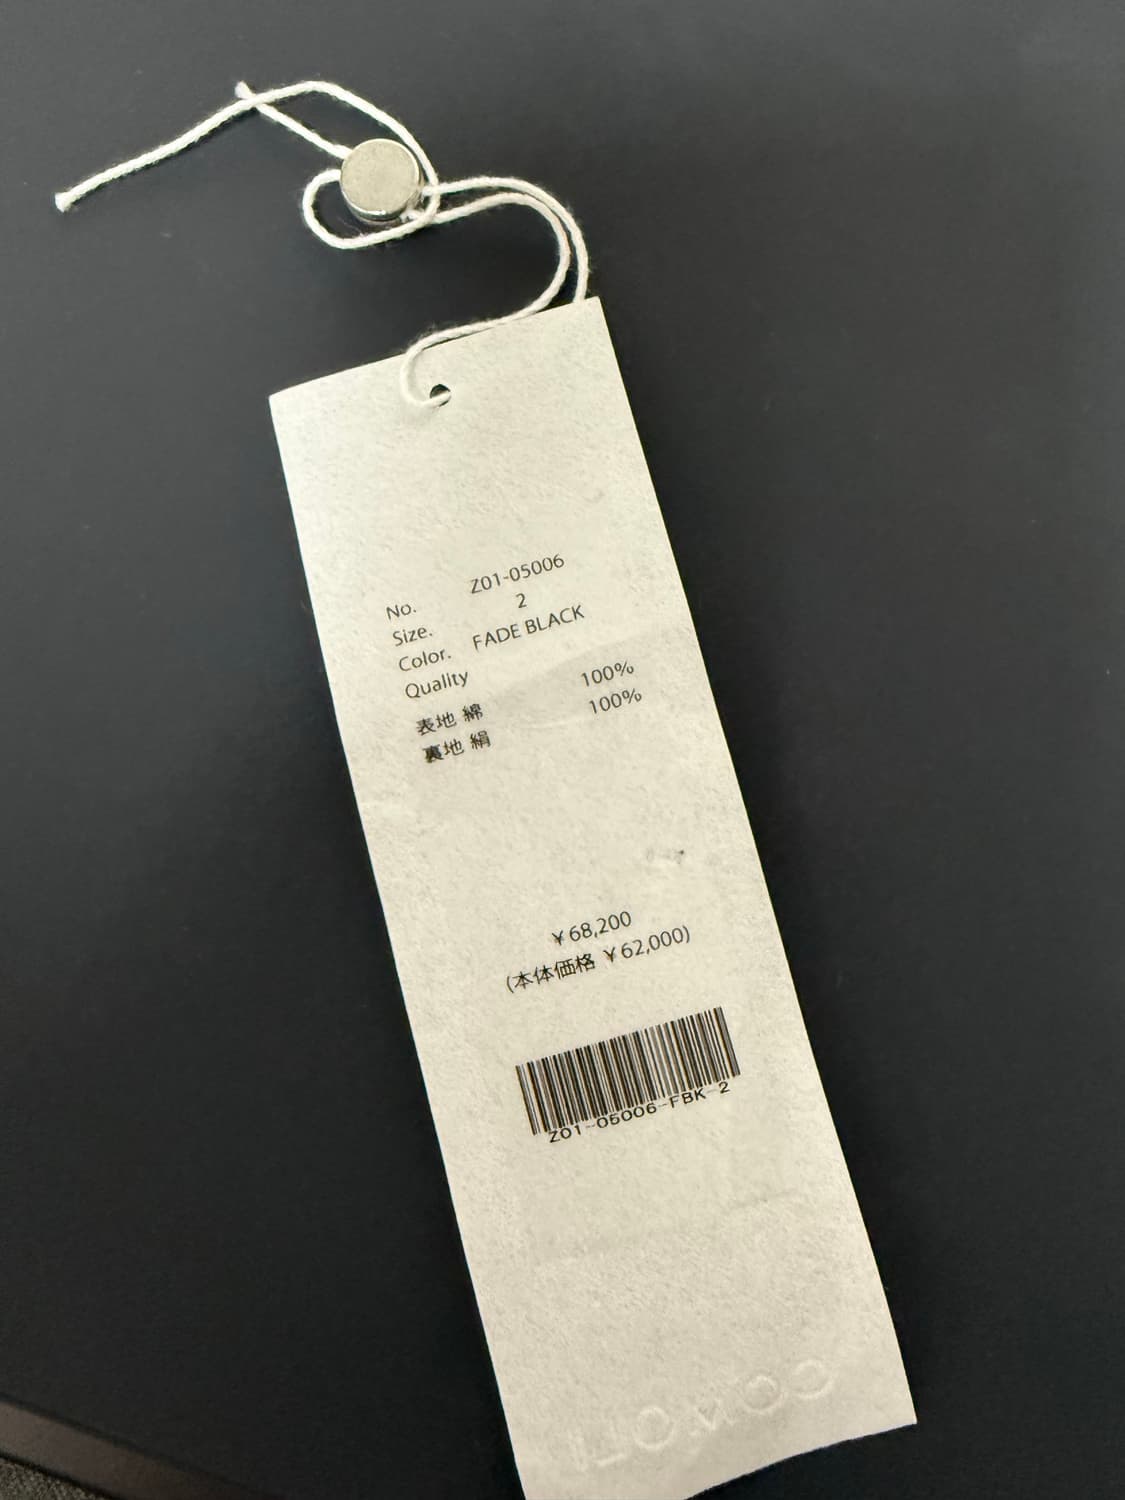 No. Z01-05006
Size. 2
Color. FADE BLACK
Quality
表地 綿 100%
裏地 絹 100%
¥68,200
(本体価格 ¥62,000)
Z01-05006-FBK-2
COMOLI